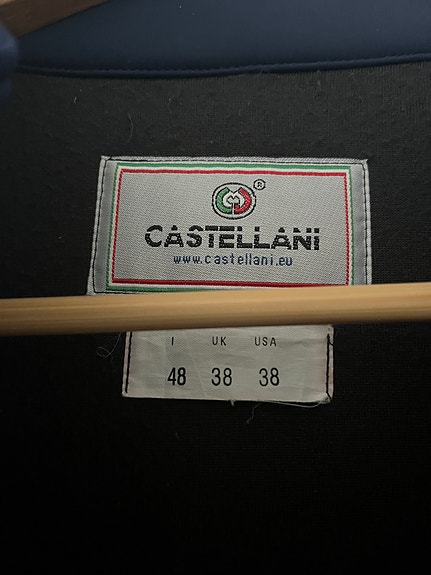 ®
CASTELLANI
www.castellani.eu
I UK USA
48 38 38